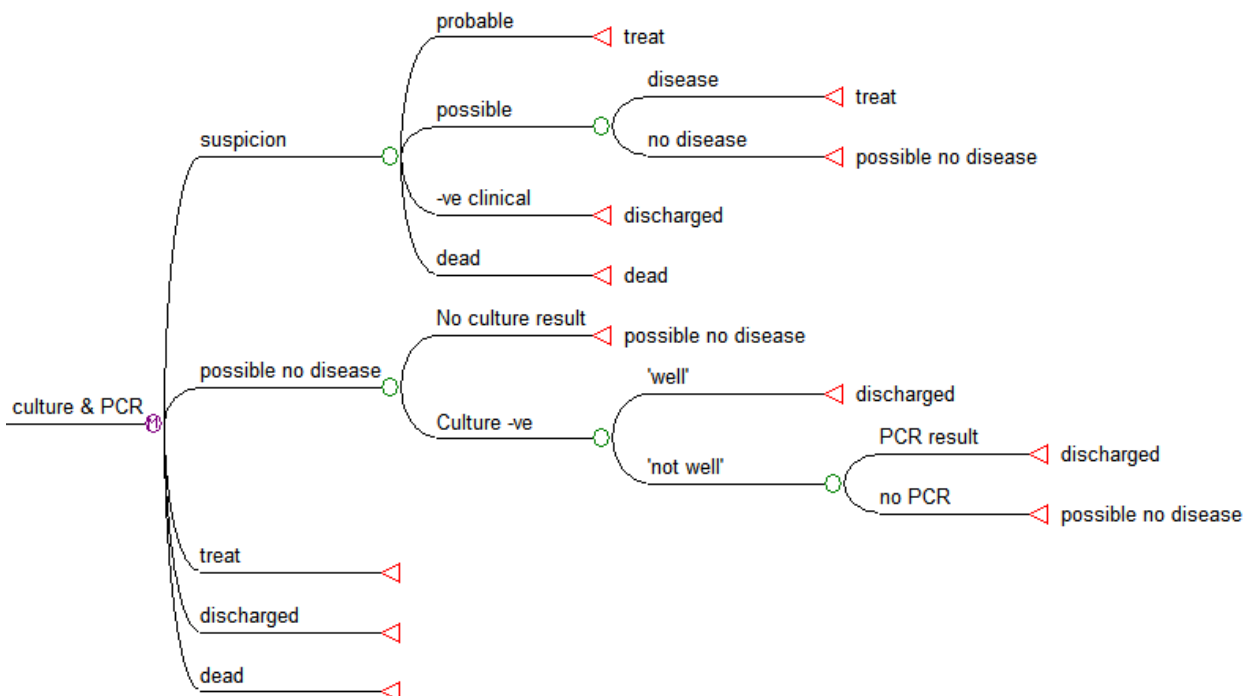 probable
treat
disease
treat
possible
suspicion
no disease
possible no disease
-ve clinical
discharged
dead
dead
No culture result
possible no disease
possible no disease
'well'
discharged
culture & PCR
M
Culture -ve
PCR result
discharged
'not well'
no PCR
possible no disease
treat
discharged
dead